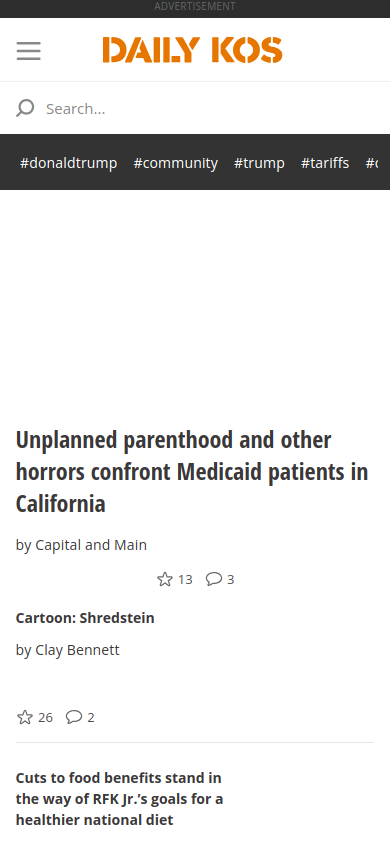 ADVERTISEMENT
DAILY KOS
Search...
#donaldtrump #community #trump #tariffs
Unplanned parenthood and other
horrors confront Medicaid patients in
California
by Capital and Main
13 3
Cartoon: Shredstein
by Clay Bennett
26 2
Cuts to food benefits stand in
the way of RFK Jr.’s goals for a
healthier national diet